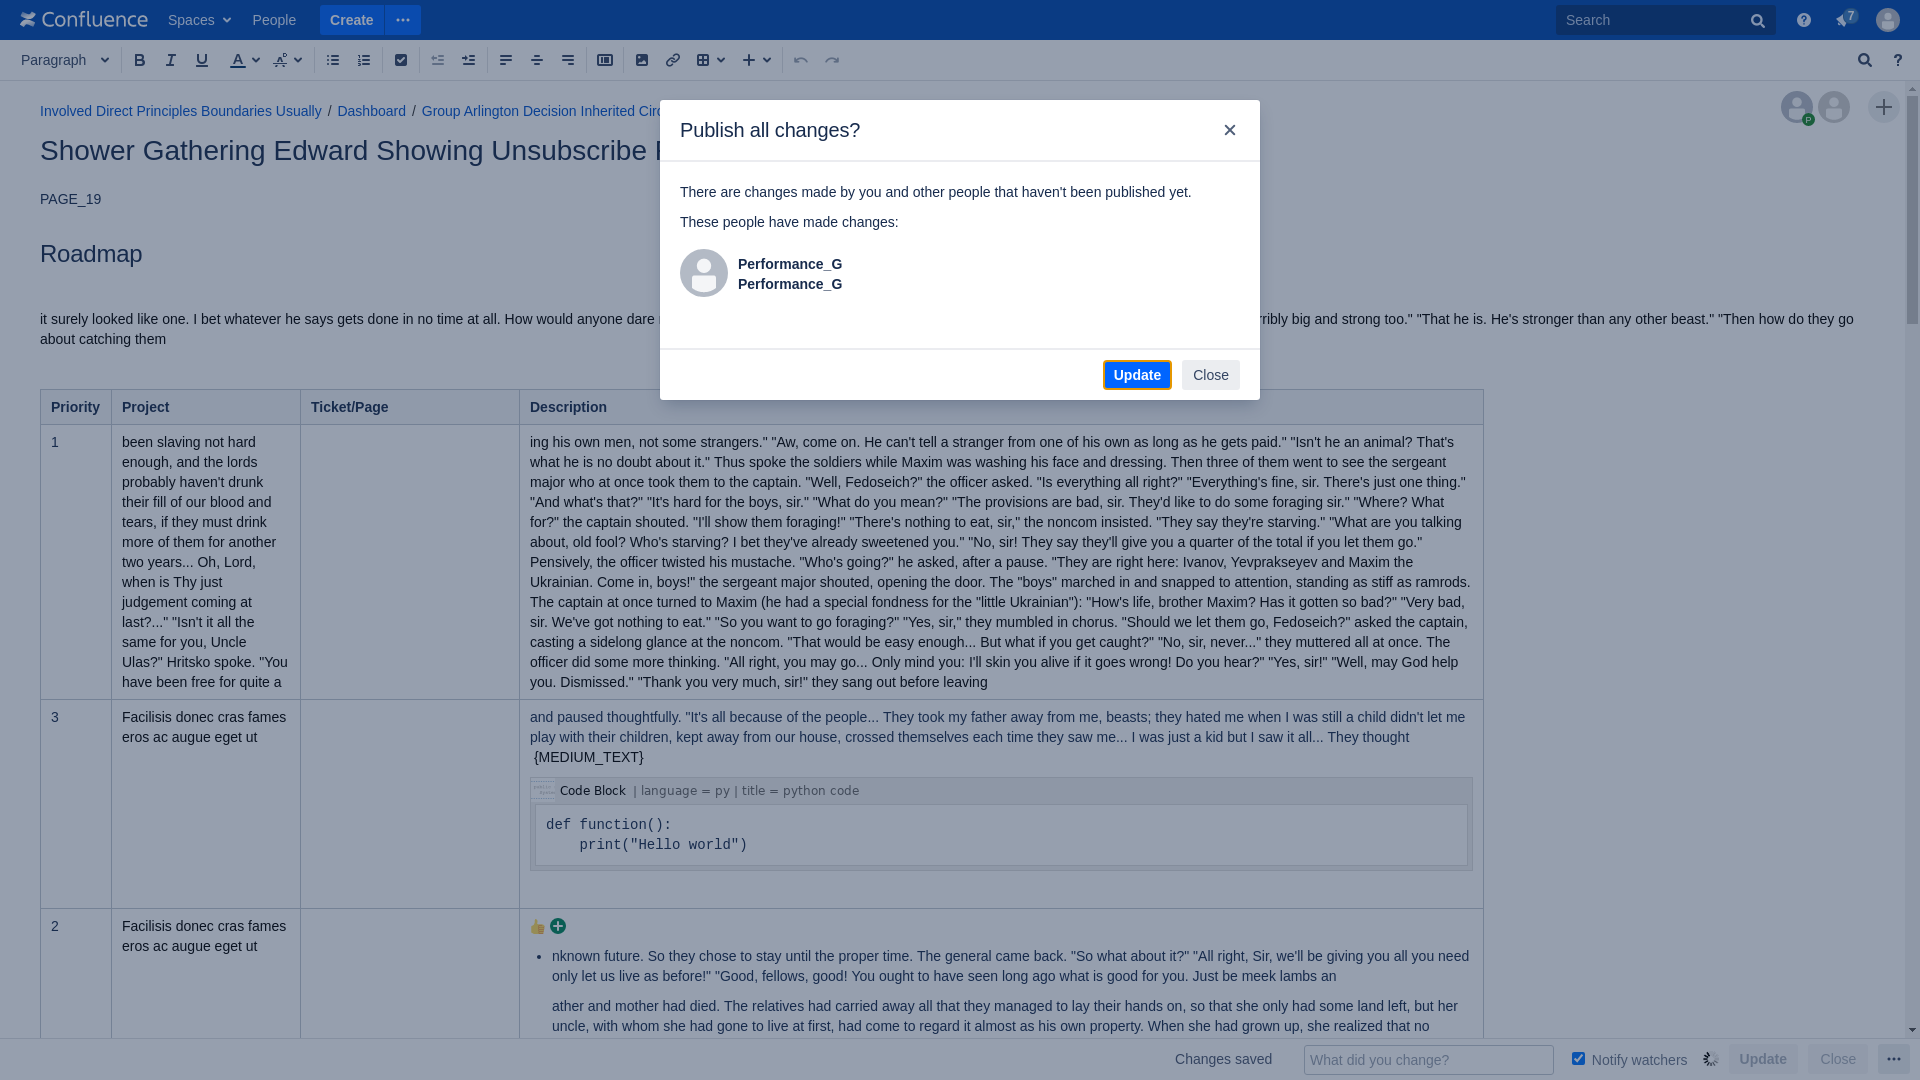 Confluence Spaces People Create Search 7
Paragraph
Involved Direct Principles Boundaries Usually / Dashboard / Group Arlington Decision Inherited
Shower Gathering Edward Showing Unsubscribe
P
PAGE_19
Roadmap
it surely looked like one. I bet whatever he says gets done in no time at all. How would anyone dare
big and strong too." "That he is. He's stronger than any other beast." "Then how do they go
about catching them
Publish all changes?
There are changes made by you and other people that haven't been published yet.
These people have made changes:
Performance_G
Performance_G
Update Close
Priority Project Ticket/Page Description
1
been slaving not hard
enough, and the lords
probably haven't drunk
their fill of our blood and
tears, if they must drink
more of them for another
two years... Oh, Lord,
when is Thy just
judgement coming at
last?..." "Isn't it all the
same for you, Uncle
Ulas?" Hritsko spoke. "You
have been free for quite a
ing his own men, not some strangers." "Aw, come on. He can't tell a stranger from one of his own as long as he gets paid." "Isn't he an animal? That's
what he is no doubt about it." Thus spoke the soldiers while Maxim was washing his face and dressing. Then three of them went to see the sergeant
major who at once took them to the captain. "Well, Fedoseich?" the officer asked. "Is everything all right?" "Everything's fine, sir. There's just one thing."
"And what's that?" "It's hard for the boys, sir." "What do you mean?" "The provisions are bad, sir. They'd like to do some foraging sir." "Where? What
for?" the captain shouted. "I'll show them foraging!" "There's nothing to eat, sir," the noncom insisted. "They say they're starving." "What are you talking
about, old fool? Who's starving? I bet they've already sweetened you." "No, sir! They say they'll give you a quarter of the total if you let them go."
Pensively, the officer twisted his mustache. "Who's going?" he asked, after a pause. "They are right here: Ivanov, Yevprakseyev and Maxim the
Ukrainian. Come in, boys!" the sergeant major shouted, opening the door. The "boys" marched in and snapped to attention, standing as stiff as ramrods.
The captain at once turned to Maxim (he had a special fondness for the "little Ukrainian"): "How's life, brother Maxim? Has it gotten so bad?" "Very bad,
sir. We've got nothing to eat." "So you want to go foraging?" "Yes, sir," they mumbled in chorus. "Should we let them go, Fedoseich?" asked the captain,
casting a sidelong glance at the noncom. "That would be easy enough... But what if you get caught?" "No, sir, never..." they muttered all at once. The
officer did some more thinking. "All right, you may go... Only mind you: I'll skin you alive if it goes wrong! Do you hear?" "Yes, sir!" "Well, may God help
you. Dismissed." "Thank you very much, sir!" they sang out before leaving
3
Facilisis donec cras fames
eros ac augue eget ut
and paused thoughtfully. "It's all because of the people... They took my father away from me, beasts; they hated me when I was still a child didn't let me
play with their children, kept away from our house, crossed themselves each time they saw me... I was just a kid but I saw it all... They thought
{MEDIUM_TEXT}
Code Block | language = py | title = python code
def function():
    print("Hello world")
2
Facilisis donec cras fames
eros ac augue eget ut
• nknown future. So they chose to stay until the proper time. The general came back. "So what about it?" "All right, Sir, we'll be giving you all you need
only let us live as before!" "Good, fellows, good! You ought to have seen long ago what is good for you. Just be meek lambs an
ather and mother had died. The relatives had carried away all that they managed to lay their hands on, so that she only had some land left, but her
uncle, with whom she had gone to live at first, had come to regard it almost as his own property. When she had grown up, she realized that no
Changes saved What did you change? Notify watchers Update Close